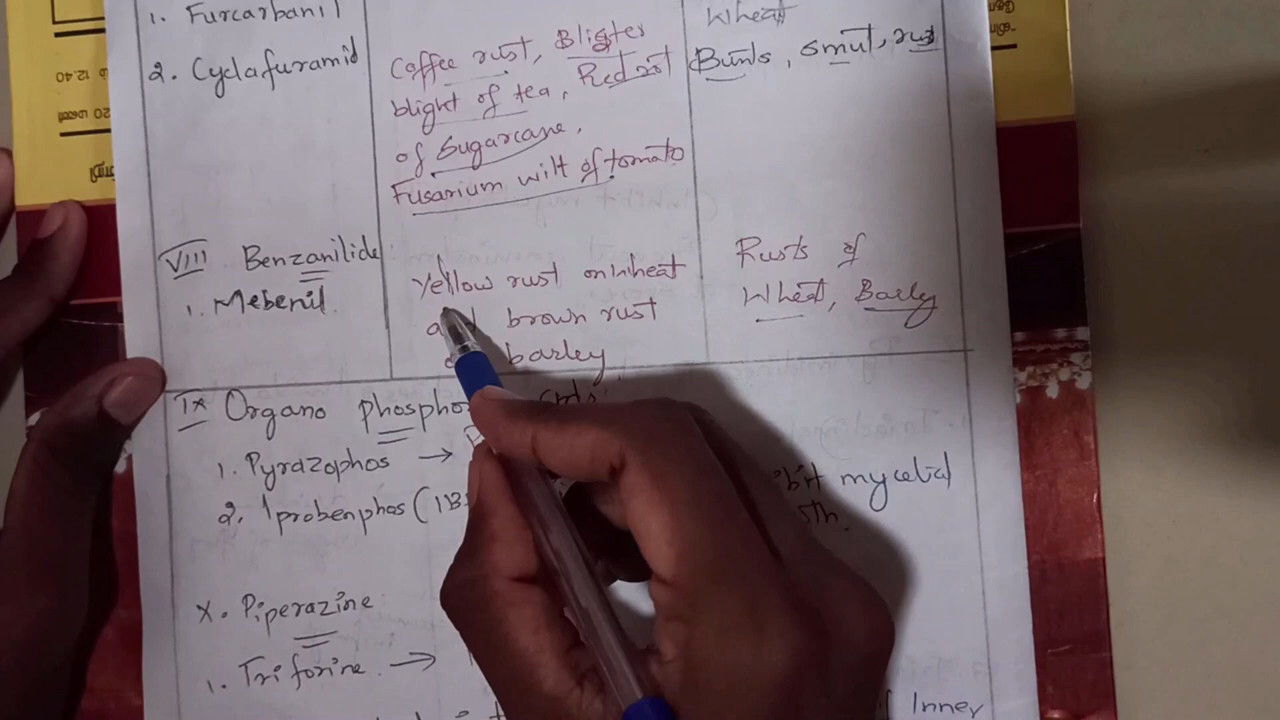 1. Furcarbanil
2. Cyclafuramid
Coffee rust, Blister
blight of tea, Red rot
of Sugarcane,
Fusarium wilt of tomato
Wheat
Bunts, Smut, rust
VIII Benzanilide:
1. Mebenil.
Yellow rust on wheat
and brown rust
barley
Rusts of
Wheat, Barly
IX Organo phospho
1. Pyrazophos →
2. Iprobenphos (IB
mycelial
X. Piperazine
1. Triforine →
Inner